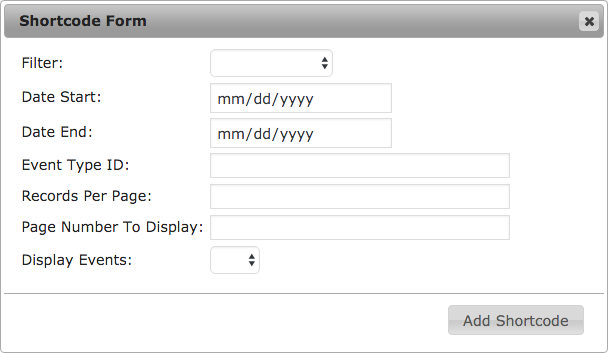 Shortcode Form
Filter:
Date Start: mm/dd/yyyy
Date End: mm/dd/yyyy
Event Type ID:
Records Per Page:
Page Number To Display:
Display Events:
Add Shortcode